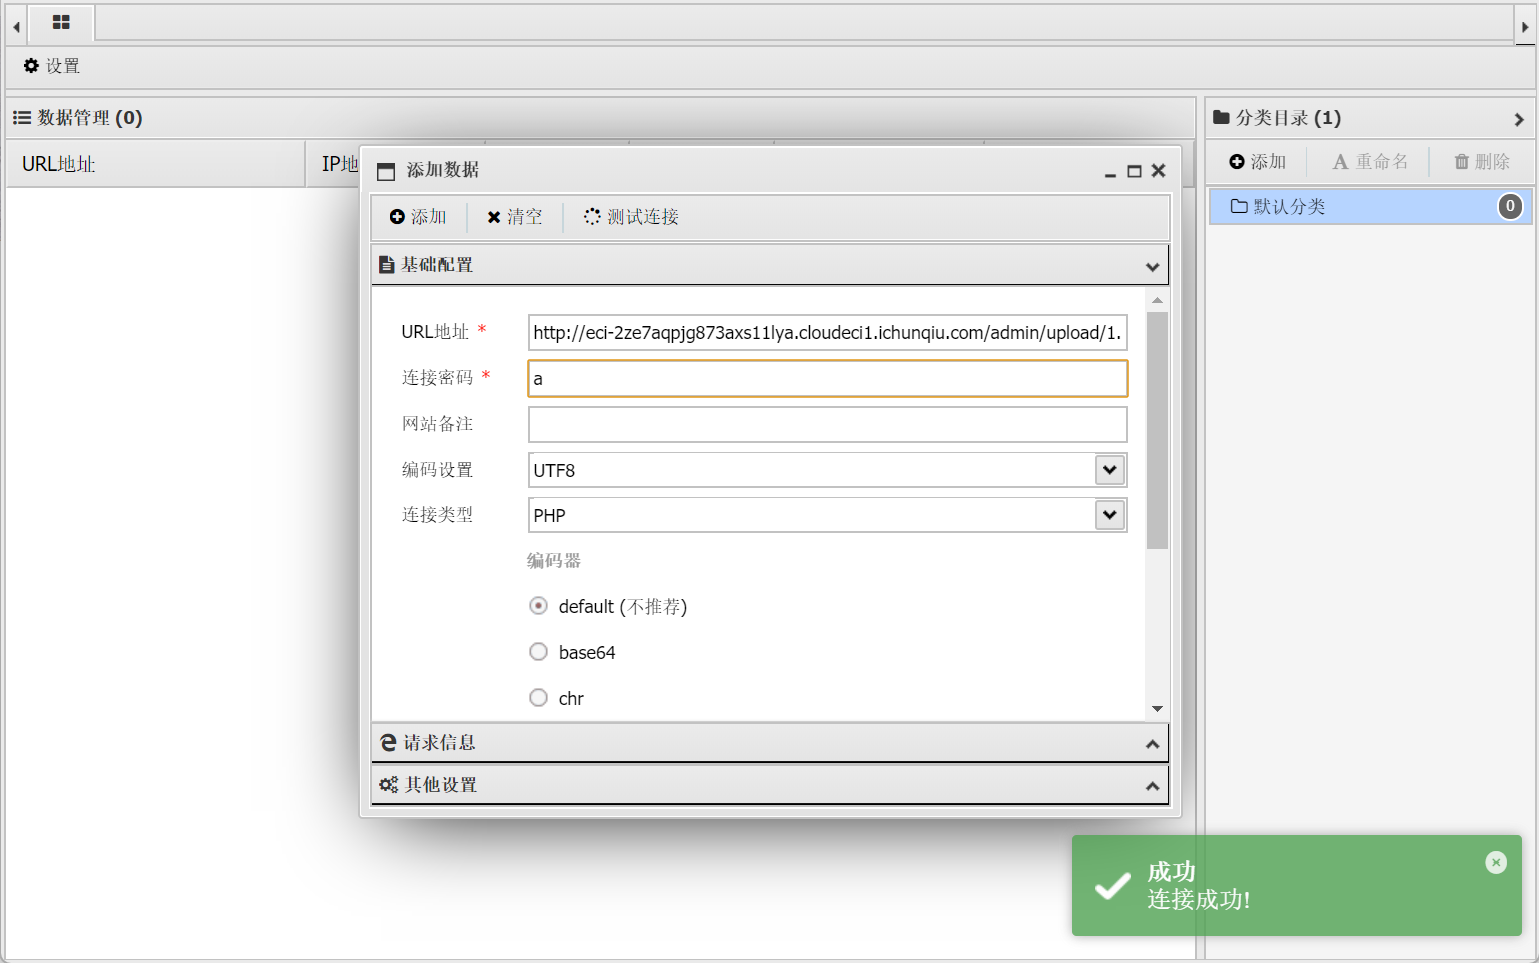 设置
数据管理 (0)
URL地址
IP地
添加数据
添加
清空
测试连接
基础配置
URL地址 *
http://eci-2ze7aqpjg873axs11lya.cloudeci1.ichunqiu.com/admin/upload/1.
连接密码 *
a
网站备注
编码设置
UTF8
连接类型
PHP
编码器
default (不推荐)
base64
chr
请求信息
其他设置
分类目录 (1)
添加
重命名
删除
默认分类
0
成功
连接成功!